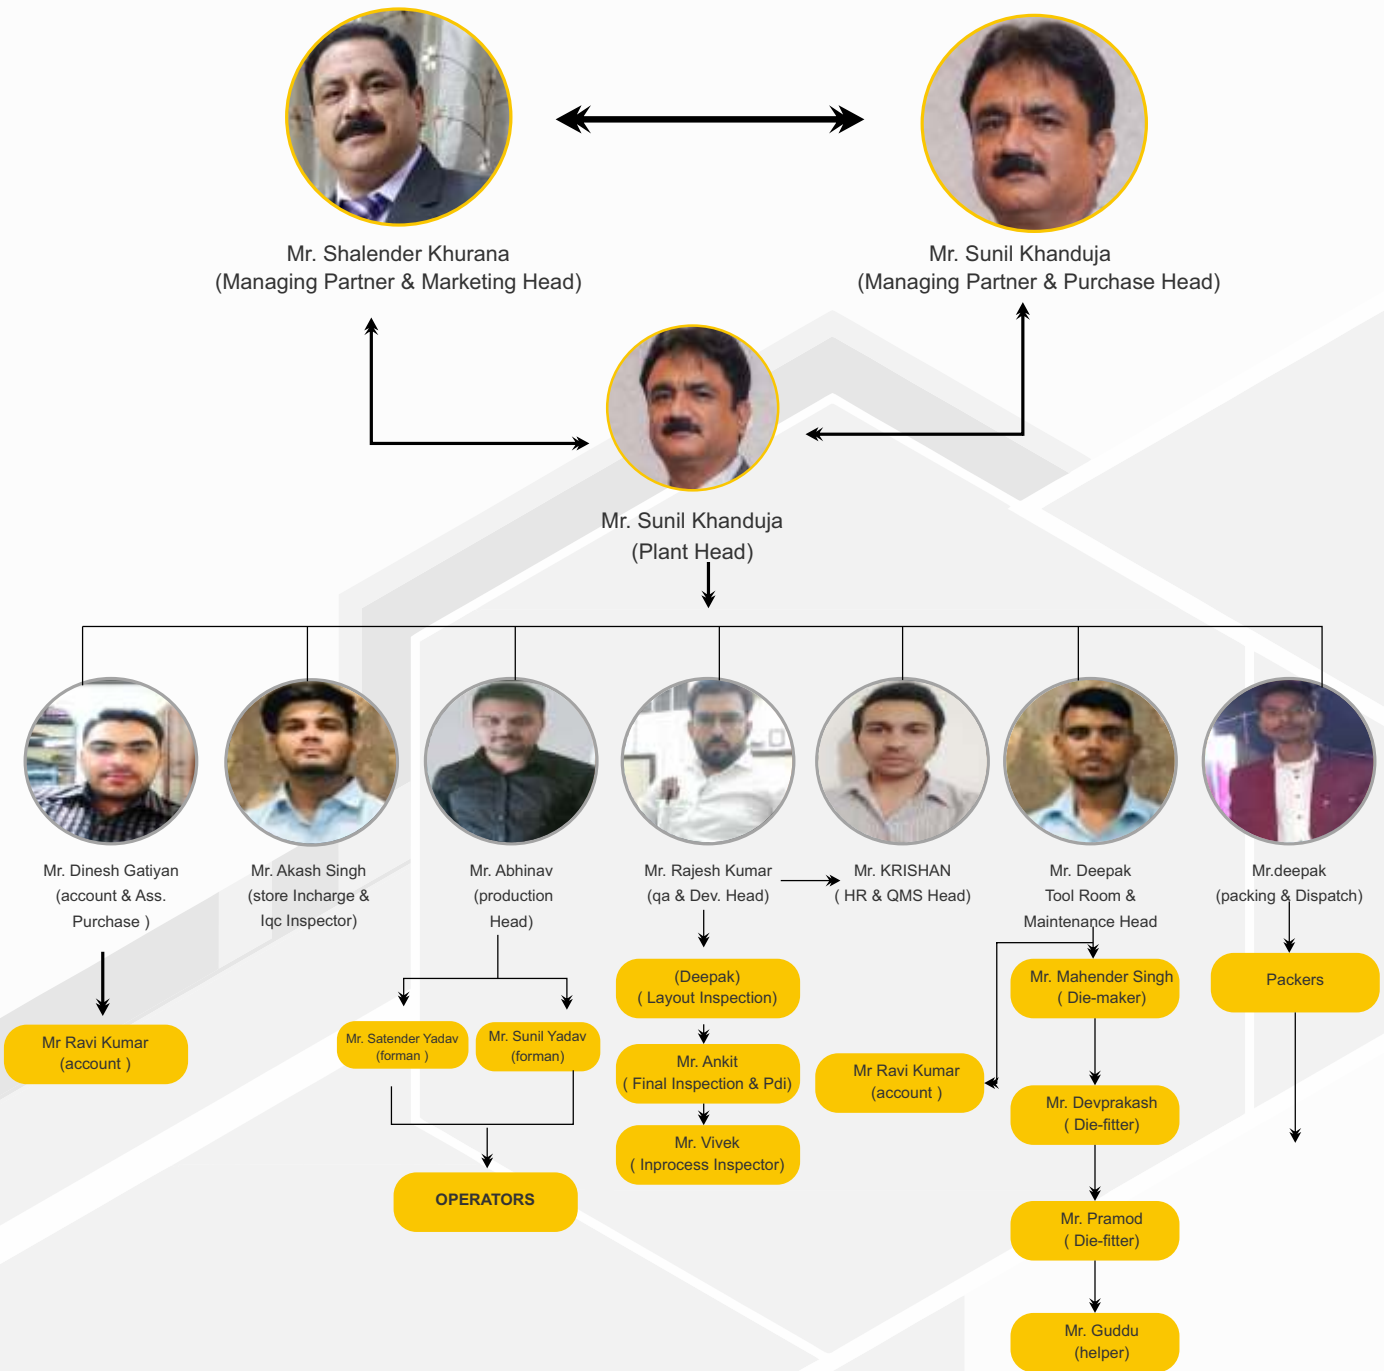 Mr. Shalender Khurana
(Managing Partner & Marketing Head)
Mr. Sunil Khanduja
(Managing Partner & Purchase Head)
Mr. Sunil Khanduja
(Plant Head)
Mr. Dinesh Gatiyan
(account & Ass.
Purchase )
Mr. Akash Singh
(store Incharge &
Iqc Inspector)
Mr. Abhinav
(production
Head)
Mr. Rajesh Kumar
(qa & Dev. Head)
Mr. KRISHAN
( HR & QMS Head)
Mr. Deepak
Tool Room &
Maintenance Head
Mr.deepak
(packing & Dispatch)
Mr Ravi Kumar
(account )
Mr. Satender Yadav
(forman )
Mr. Sunil Yadav
(forman)
OPERATORS
(Deepak)
( Layout Inspection)
Mr. Ankit
( Final Inspection & Pdi)
Mr. Vivek
( Inprocess Inspector)
Mr Ravi Kumar
(account )
Mr. Mahender Singh
( Die-maker)
Mr. Devprakash
( Die-fitter)
Mr. Pramod
( Die-fitter)
Mr. Guddu
(helper)
Packers